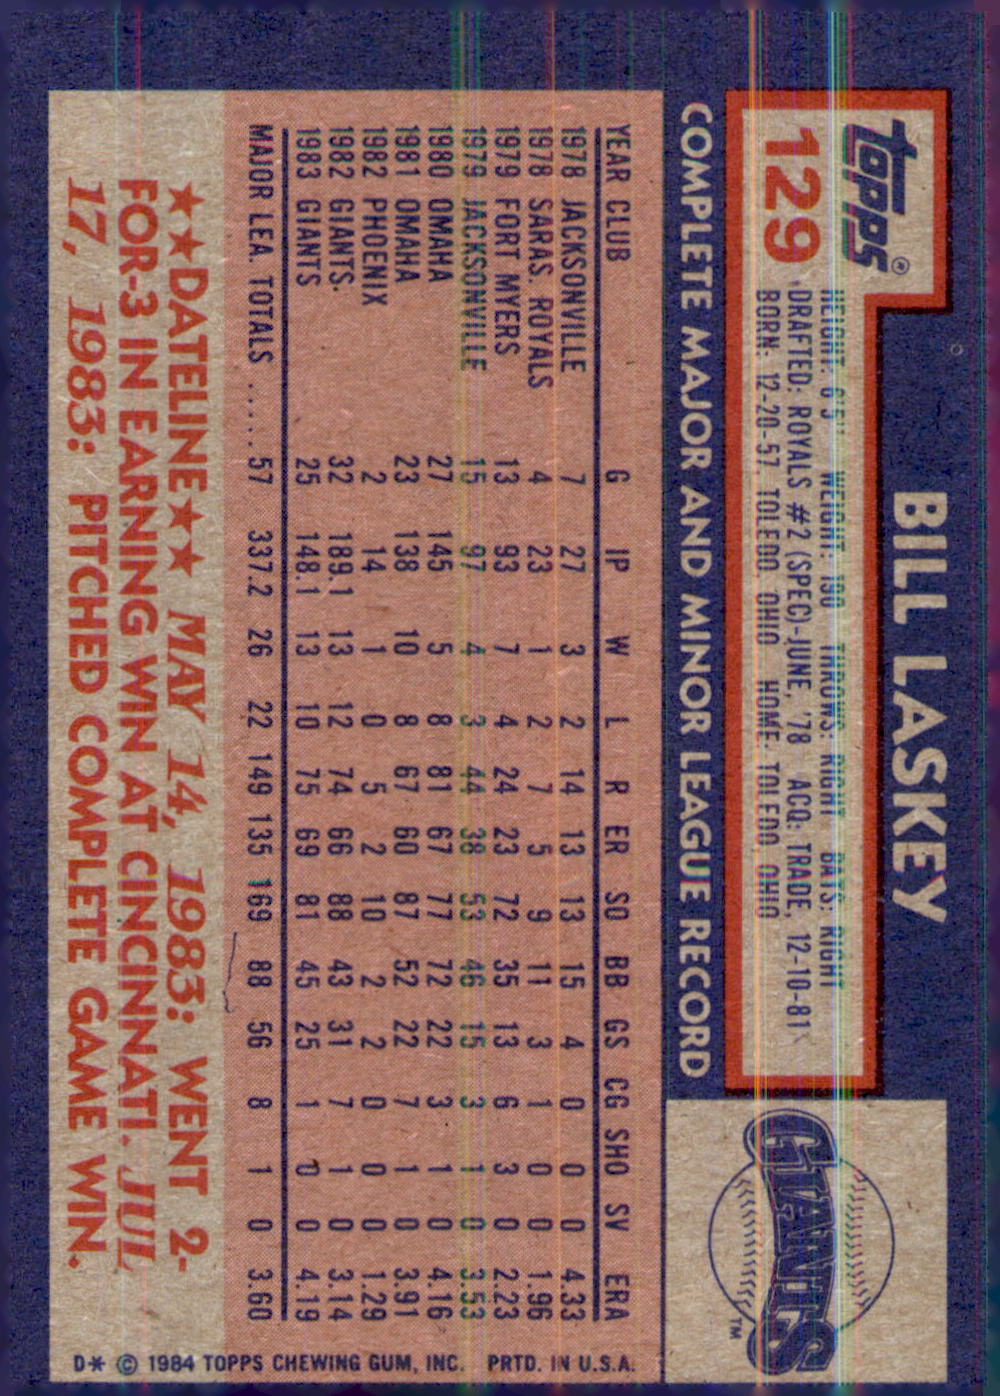 topps®
129
BILL LASKEY
HEIGHT: 6'5" WEIGHT: 190 THROWS: RIGHT BATS: RIGHT
DRAFTED: ROYALS #2 (SPEC)-JUNE, '78 ACQ: TRADE, 12-10-81
BORN: 12-20-57, TOLEDO, OHIO HOME: TOLEDO, OHIO
GIANTS TM
COMPLETE MAJOR AND MINOR LEAGUE RECORD
YEAR CLUB G IP W L R ER SO BB GS CG SHO SV ERA
1978 JACKSONVILLE 7 27 3 2 14 13 13 15 4 0 0 0 4.33
1978 SARAS. ROYALS 4 23 1 2 7 5 9 11 3 1 0 0 1.96
1979 FORT MYERS 13 93 7 4 24 23 72 35 13 6 3 0 2.23
1979 JACKSONVILLE 15 97 4 3 44 38 53 46 15 3 1 0 3.53
1980 OMAHA 27 145 5 8 81 67 77 72 22 3 1 0 4.16
1981 OMAHA 23 138 10 8 67 60 87 52 22 7 1 0 3.91
1982 PHOENIX 2 14 1 0 5 2 10 2 2 0 0 0 1.29
1982 GIANTS 32 189.1 13 12 74 66 88 43 31 7 1 0 3.14
1983 GIANTS 25 148.1 13 10 75 69 81 45 25 1 0 0 4.19
MAJOR LEA. TOTALS ..... 57 337.2 26 22 149 135 169 88 56 8 1 0 3.60
★★DATELINE★★ MAY 14, 1983: WENT 2-
FOR-3 IN EARNING WIN AT CINCINNATI. JUL
17, 1983: PITCHED COMPLETE GAME WIN.
D* © 1984 TOPPS CHEWING GUM, INC. PRTD. IN U.S.A.